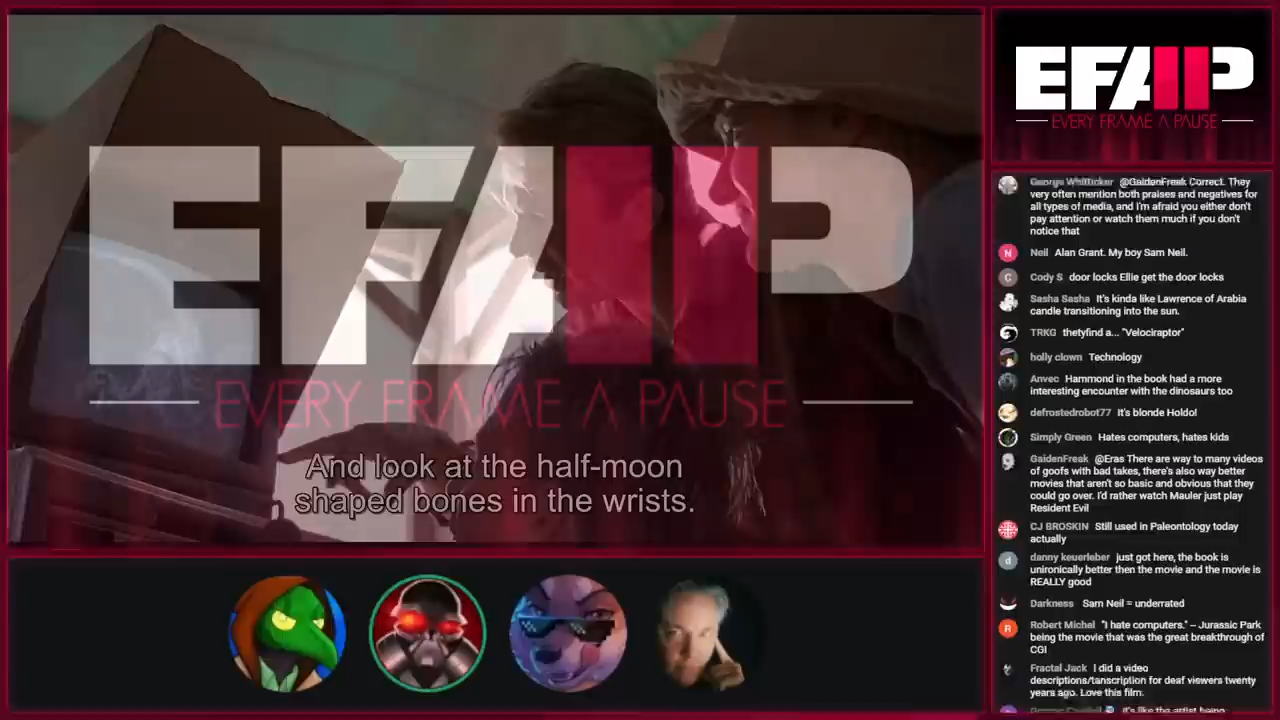 EFAP
EVERY FRAME A PAUSE
And look at the half-moon
shaped bones in the wrists.
EFAP
EVERY FRAME A PAUSE
George Whitticker @GaidenFreak Correct. They
very often mention both praises and negatives for
all types of media, and I'm afraid you either don't
pay attention or watch them much if you don't
notice that
N Neil Alan Grant. My boy Sam Neil.
C Cody S door locks Ellie get the door locks
Sasha Sasha It's kinda like Lawrence of Arabia
candle transitioning into the sun.
TRKG thetyfind a... "Velociraptor"
holly clown Technology
Anvec Hammond in the book had a more
interesting encounter with the dinosaurs too
defrostedrobot77 It's blonde Holdo!
Simply Green Hates computers, hates kids
GaidenFreak @Eras There are way to many videos
of goofs with bad takes, there's also way better
movies that aren't so basic and obvious that they
could go over. I'd rather watch Mauler just play
Resident Evil
CJ BROSKIN Still used in Paleontology today
actually
d danny keuerleber just got here, the book is
unironically better then the movie and the movie is
REALLY good
Darkness Sam Neil = underrated
R Robert Michel "I hate computers." -- Jurassic Park
being the movie that was the great breakthrough of
CGI
Fractal Jack I did a video
descriptions/tanscription for deaf viewers twenty
years ago. Love this film.
it's like the artist being